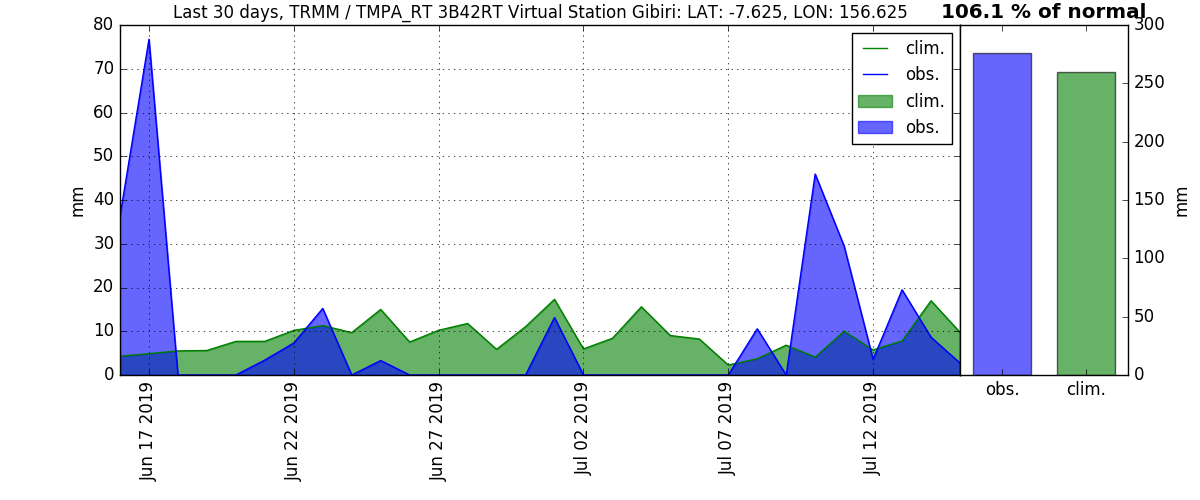 Last 30 days, TRMM / TMPA_RT 3B42RT Virtual Station Gibiri: LAT: -7.625, LON: 156.625
106.1 % of normal
80
70
60
50
40
30
20
10
0
mm
clim.
obs.
clim.
obs.
Jun 17 2019
Jun 22 2019
Jun 27 2019
Jul 02 2019
Jul 07 2019
Jul 12 2019
300
250
200
150
100
50
0
mm
obs.
clim.